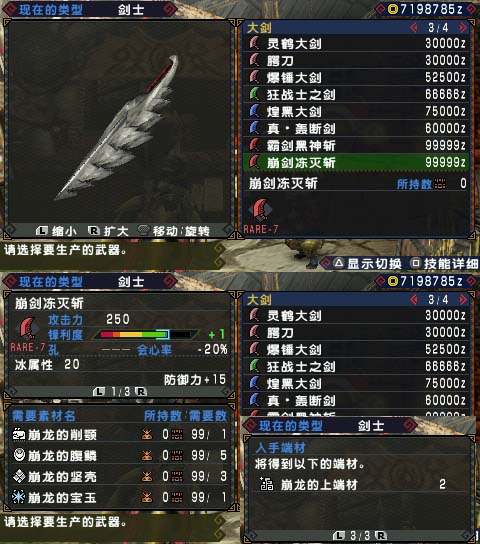 现在的类型 剑士
7198785z
大剑 3/4
灵鹤大剑 30000z
腭刀 30000z
爆锤大剑 52500z
狂战士之剑 66666z
煌黑大剑 75000z
真·轰断剑 60000z
霸剑黑神斩 99999z
崩剑冻灭斩 99999z
崩剑冻灭斩 所持数 0
RARE-7
L 缩小 R 扩大 移动/旋转
请选择要生产的武器。
△显示切换 □技能详细
现在的类型 剑士
7198785z
崩剑冻灭斩
攻击力 250
锋利度 +1
RARE-7 孔 ——— 会心率 -20%
冰属性 20
防御力+15
L 1/3 R
大剑 3/4
灵鹤大剑 30000z
腭刀 30000z
爆锤大剑 52500z
狂战士之剑 66666z
煌黑大剑 75000z
真·轰断剑 60000z
霸剑黑神斩 99999z
需要素材名 所持数/需要数
崩龙的削颚 0 99/ 1
崩龙的腹鳞 0 99/ 5
崩龙的坚壳 0 99/ 3
崩龙的宝玉 0 99/ 1
请选择要生产的武器。
现在的类型 剑士
入手端材
将得到以下的端材。
崩龙的上端材 2
L 3/3 R